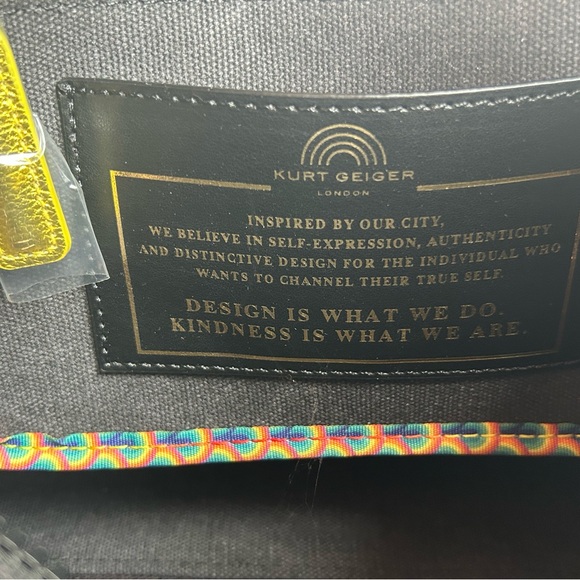 KURT GEIGER
LONDON
INSPIRED BY OUR CITY,
WE BELIEVE IN SELF-EXPRESSION, AUTHENTICITY
AND DISTINCTIVE DESIGN FOR THE INDIVIDUAL WHO
WANTS TO CHANNEL THEIR TRUE SELF.
DESIGN IS WHAT WE DO.
KINDNESS IS WHAT WE ARE.